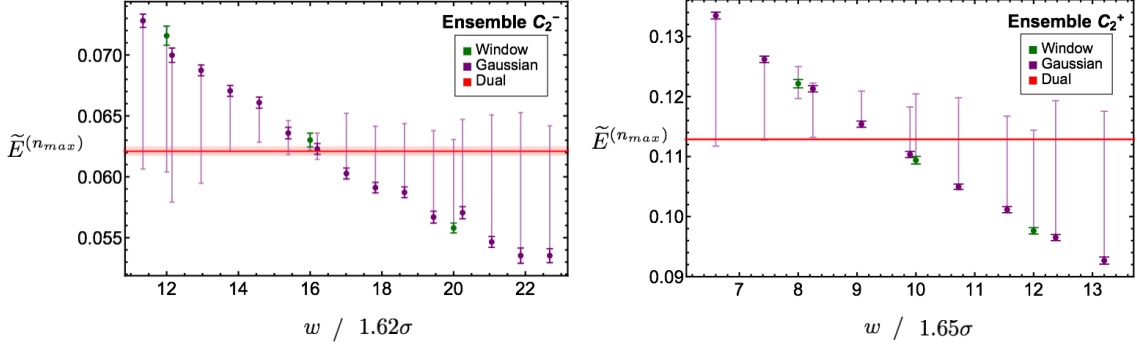 Ensemble C₂⁻
Window
Gaussian
Dual
0.070
0.065
0.060
0.055
Ẽ^(n_max)
12 14 16 18 20 22
w / 1.62σ
Ensemble C₂⁺
Window
Gaussian
Dual
0.13
0.12
0.11
0.10
0.09
Ẽ^(n_max)
7 8 9 10 11 12 13
w / 1.65σ